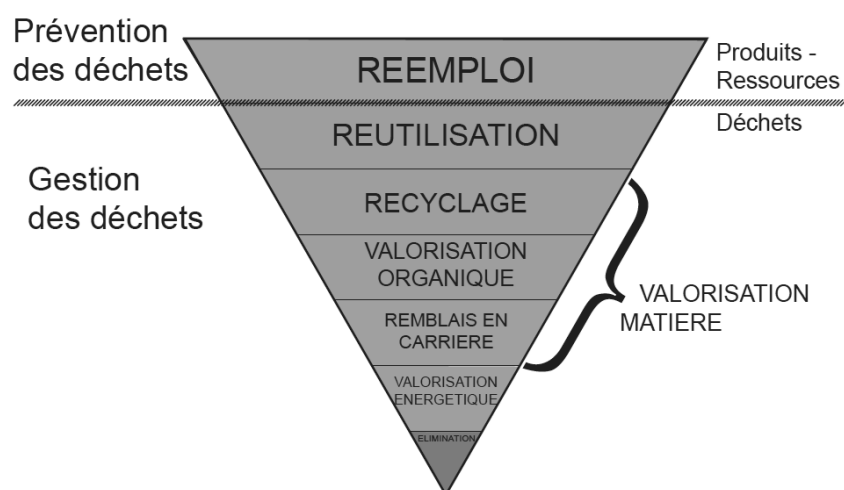 Prévention
des déchets
REEMPLOI
Produits -
Ressources
REUTILISATION
Déchets
Gestion
des déchets
RECYCLAGE
VALORISATION
ORGANIQUE
REMBLAIS EN
CARRIERE
VALORISATION
MATIERE
VALORISATION
ENERGETIQUE
ELIMINATION